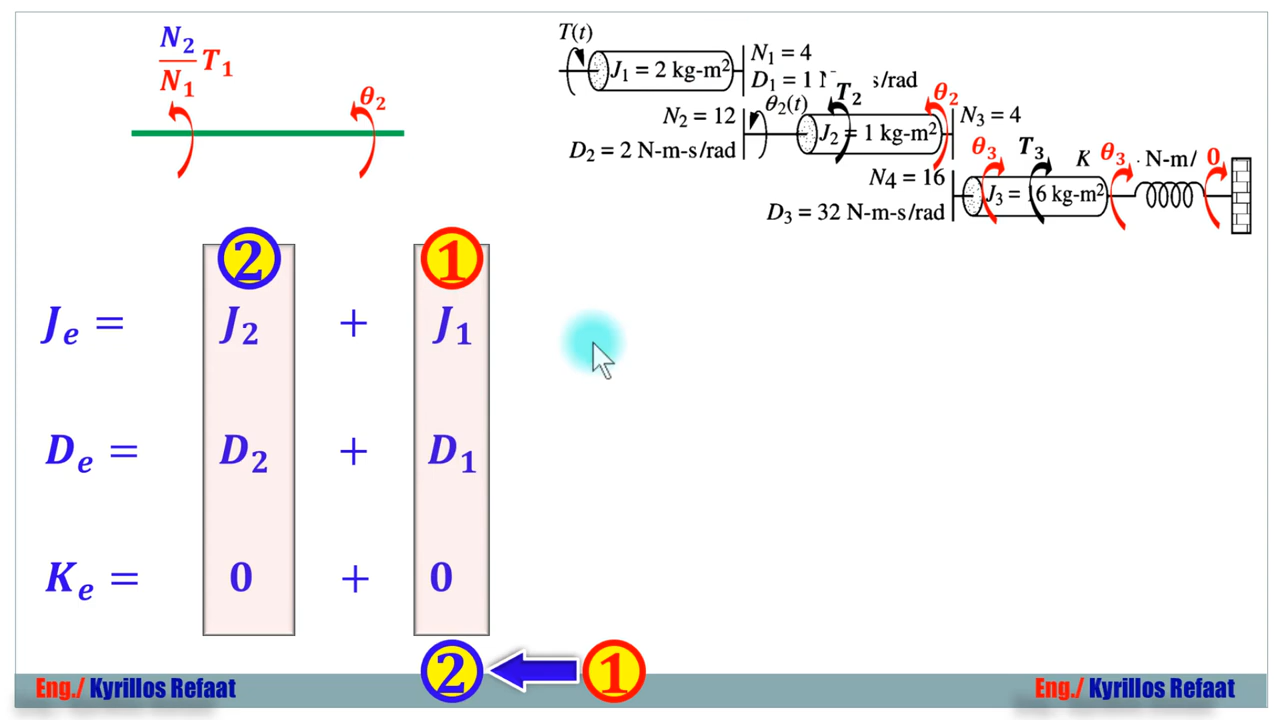 N2/N1 T1
θ2
T(t)
J1 = 2 kg-m²
N1 = 4
D1 = 1 N s/rad
N2 = 12
θ2(t)
T2
θ2
J2 = 1 kg-m²
N3 = 4
D2 = 2 N-m-s/rad
N4 = 16
θ3
T3
K
θ3
N-m/
0
J3 = 16 kg-m²
D3 = 32 N-m-s/rad
2
1
Je = J2 + J1
De = D2 + D1
Ke = 0 + 0
2
1
Eng./ Kyrillos Refaat
Eng./ Kyrillos Refaat